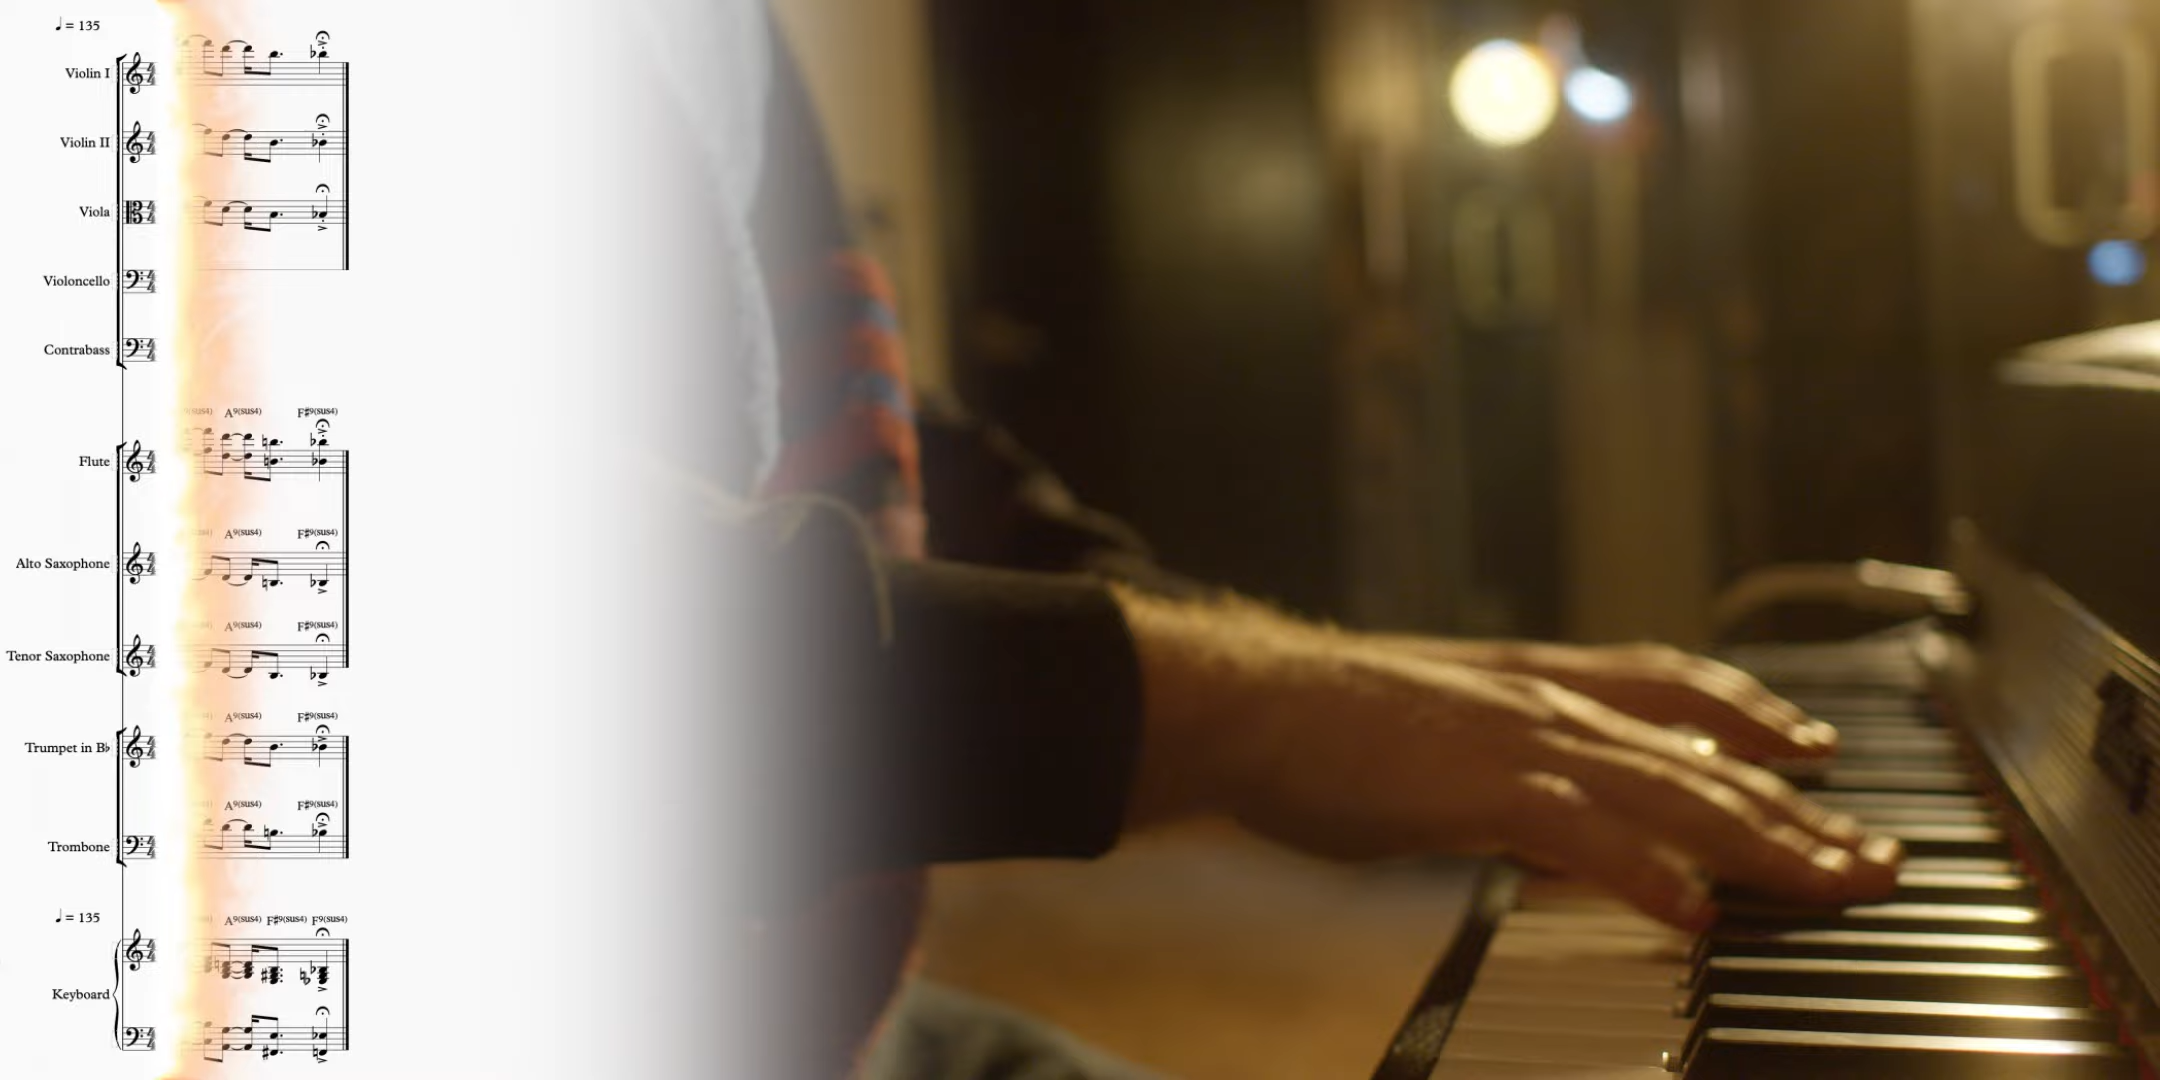 ♩ = 135
Violin I
Violin II
Viola
Violoncello
Contrabass
A9(sus4) F#9(sus4)
Flute
A9(sus4) F#9(sus4)
Alto Saxophone
A9(sus4) F#9(sus4)
Tenor Saxophone
A9(sus4) F#9(sus4)
Trumpet in B♭
A9(sus4) F#9(sus4)
Trombone
♩ = 135
A9(sus4) F#9(sus4) F9(sus4)
Keyboard